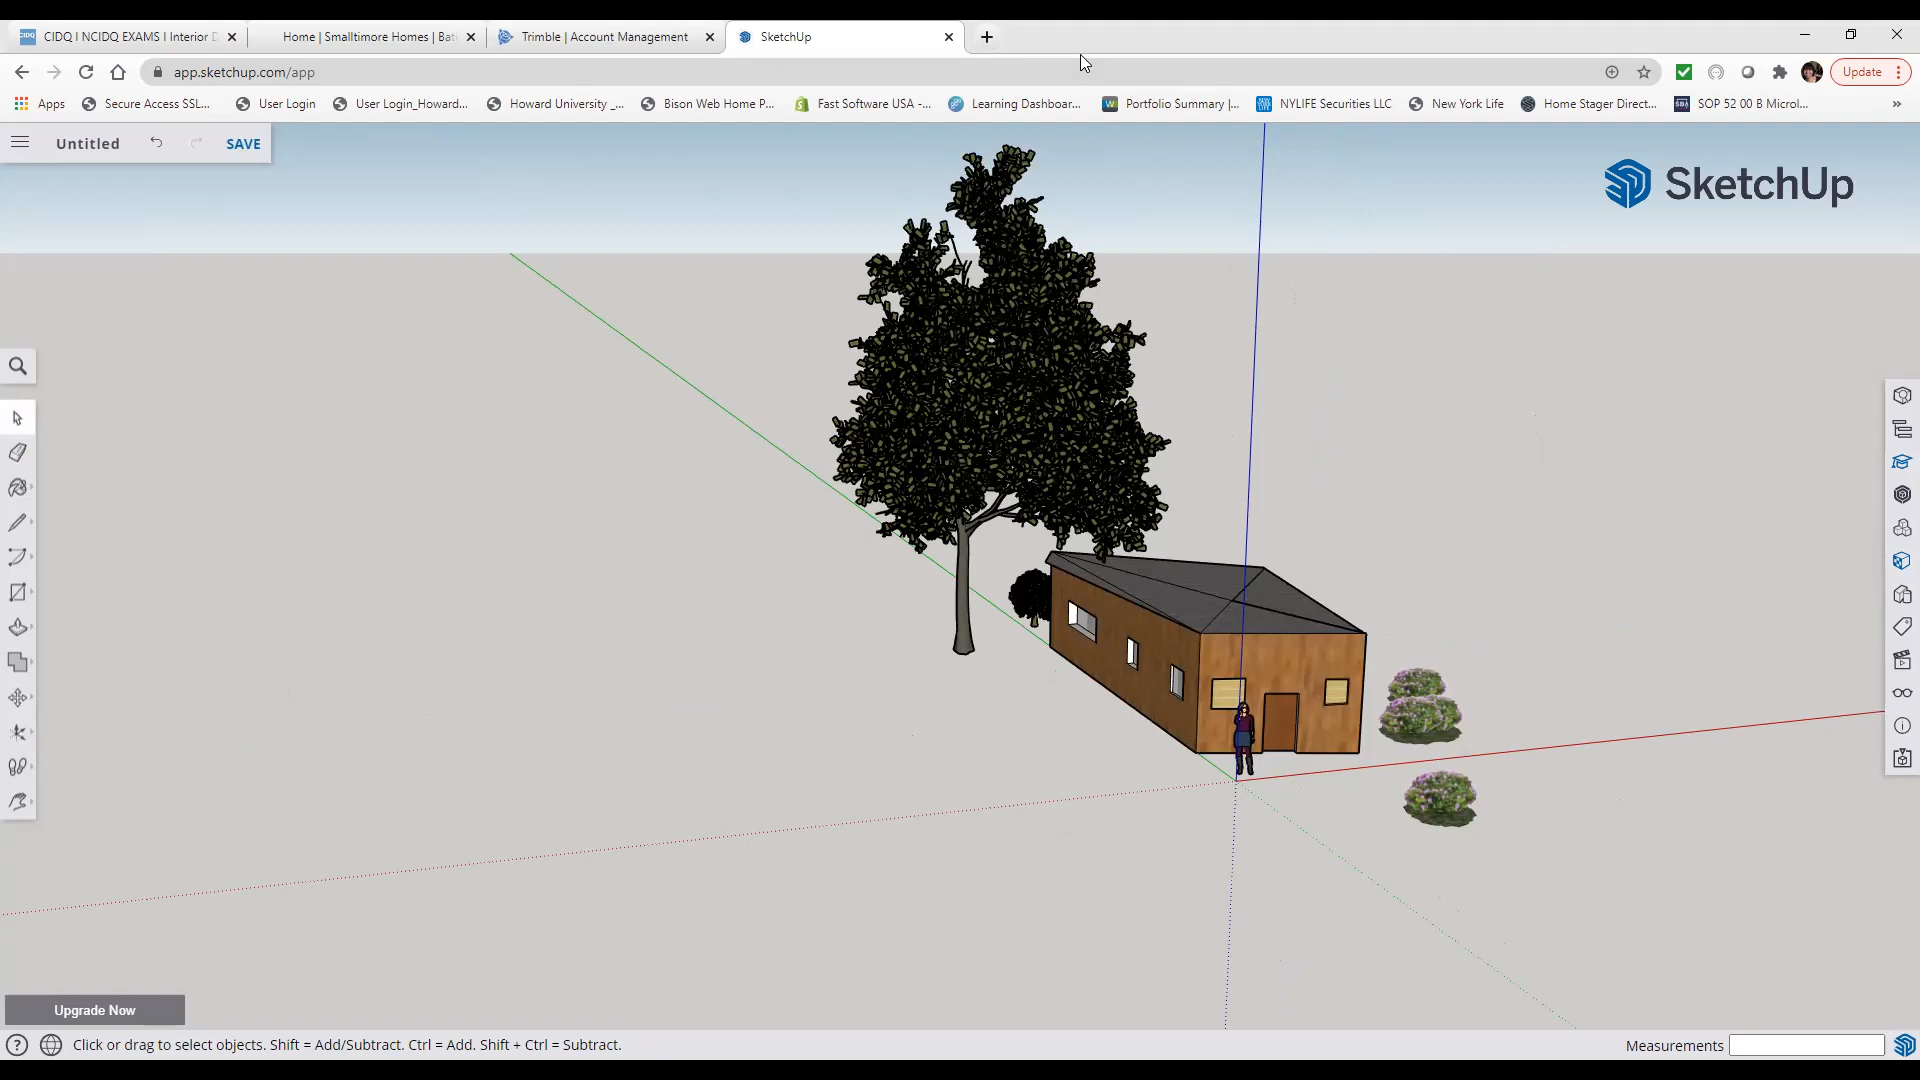 CIDQ I NCIDQ EXAMS I Interior D
Home | Smalltimore Homes | Balt
Trimble | Account Management
SketchUp
app.sketchup.com/app
Update
Apps
Secure Access SSL...
User Login
User Login_Howard...
Howard University _...
Bison Web Home P...
Fast Software USA -...
Learning Dashboar...
Portfolio Summary |...
NYLIFE Securities LLC
New York Life
Home Stager Direct...
SOP 52 00 B Microl...
Untitled
SAVE
SketchUp
Upgrade Now
Click or drag to select objects. Shift = Add/Subtract. Ctrl = Add. Shift + Ctrl = Subtract.
Measurements